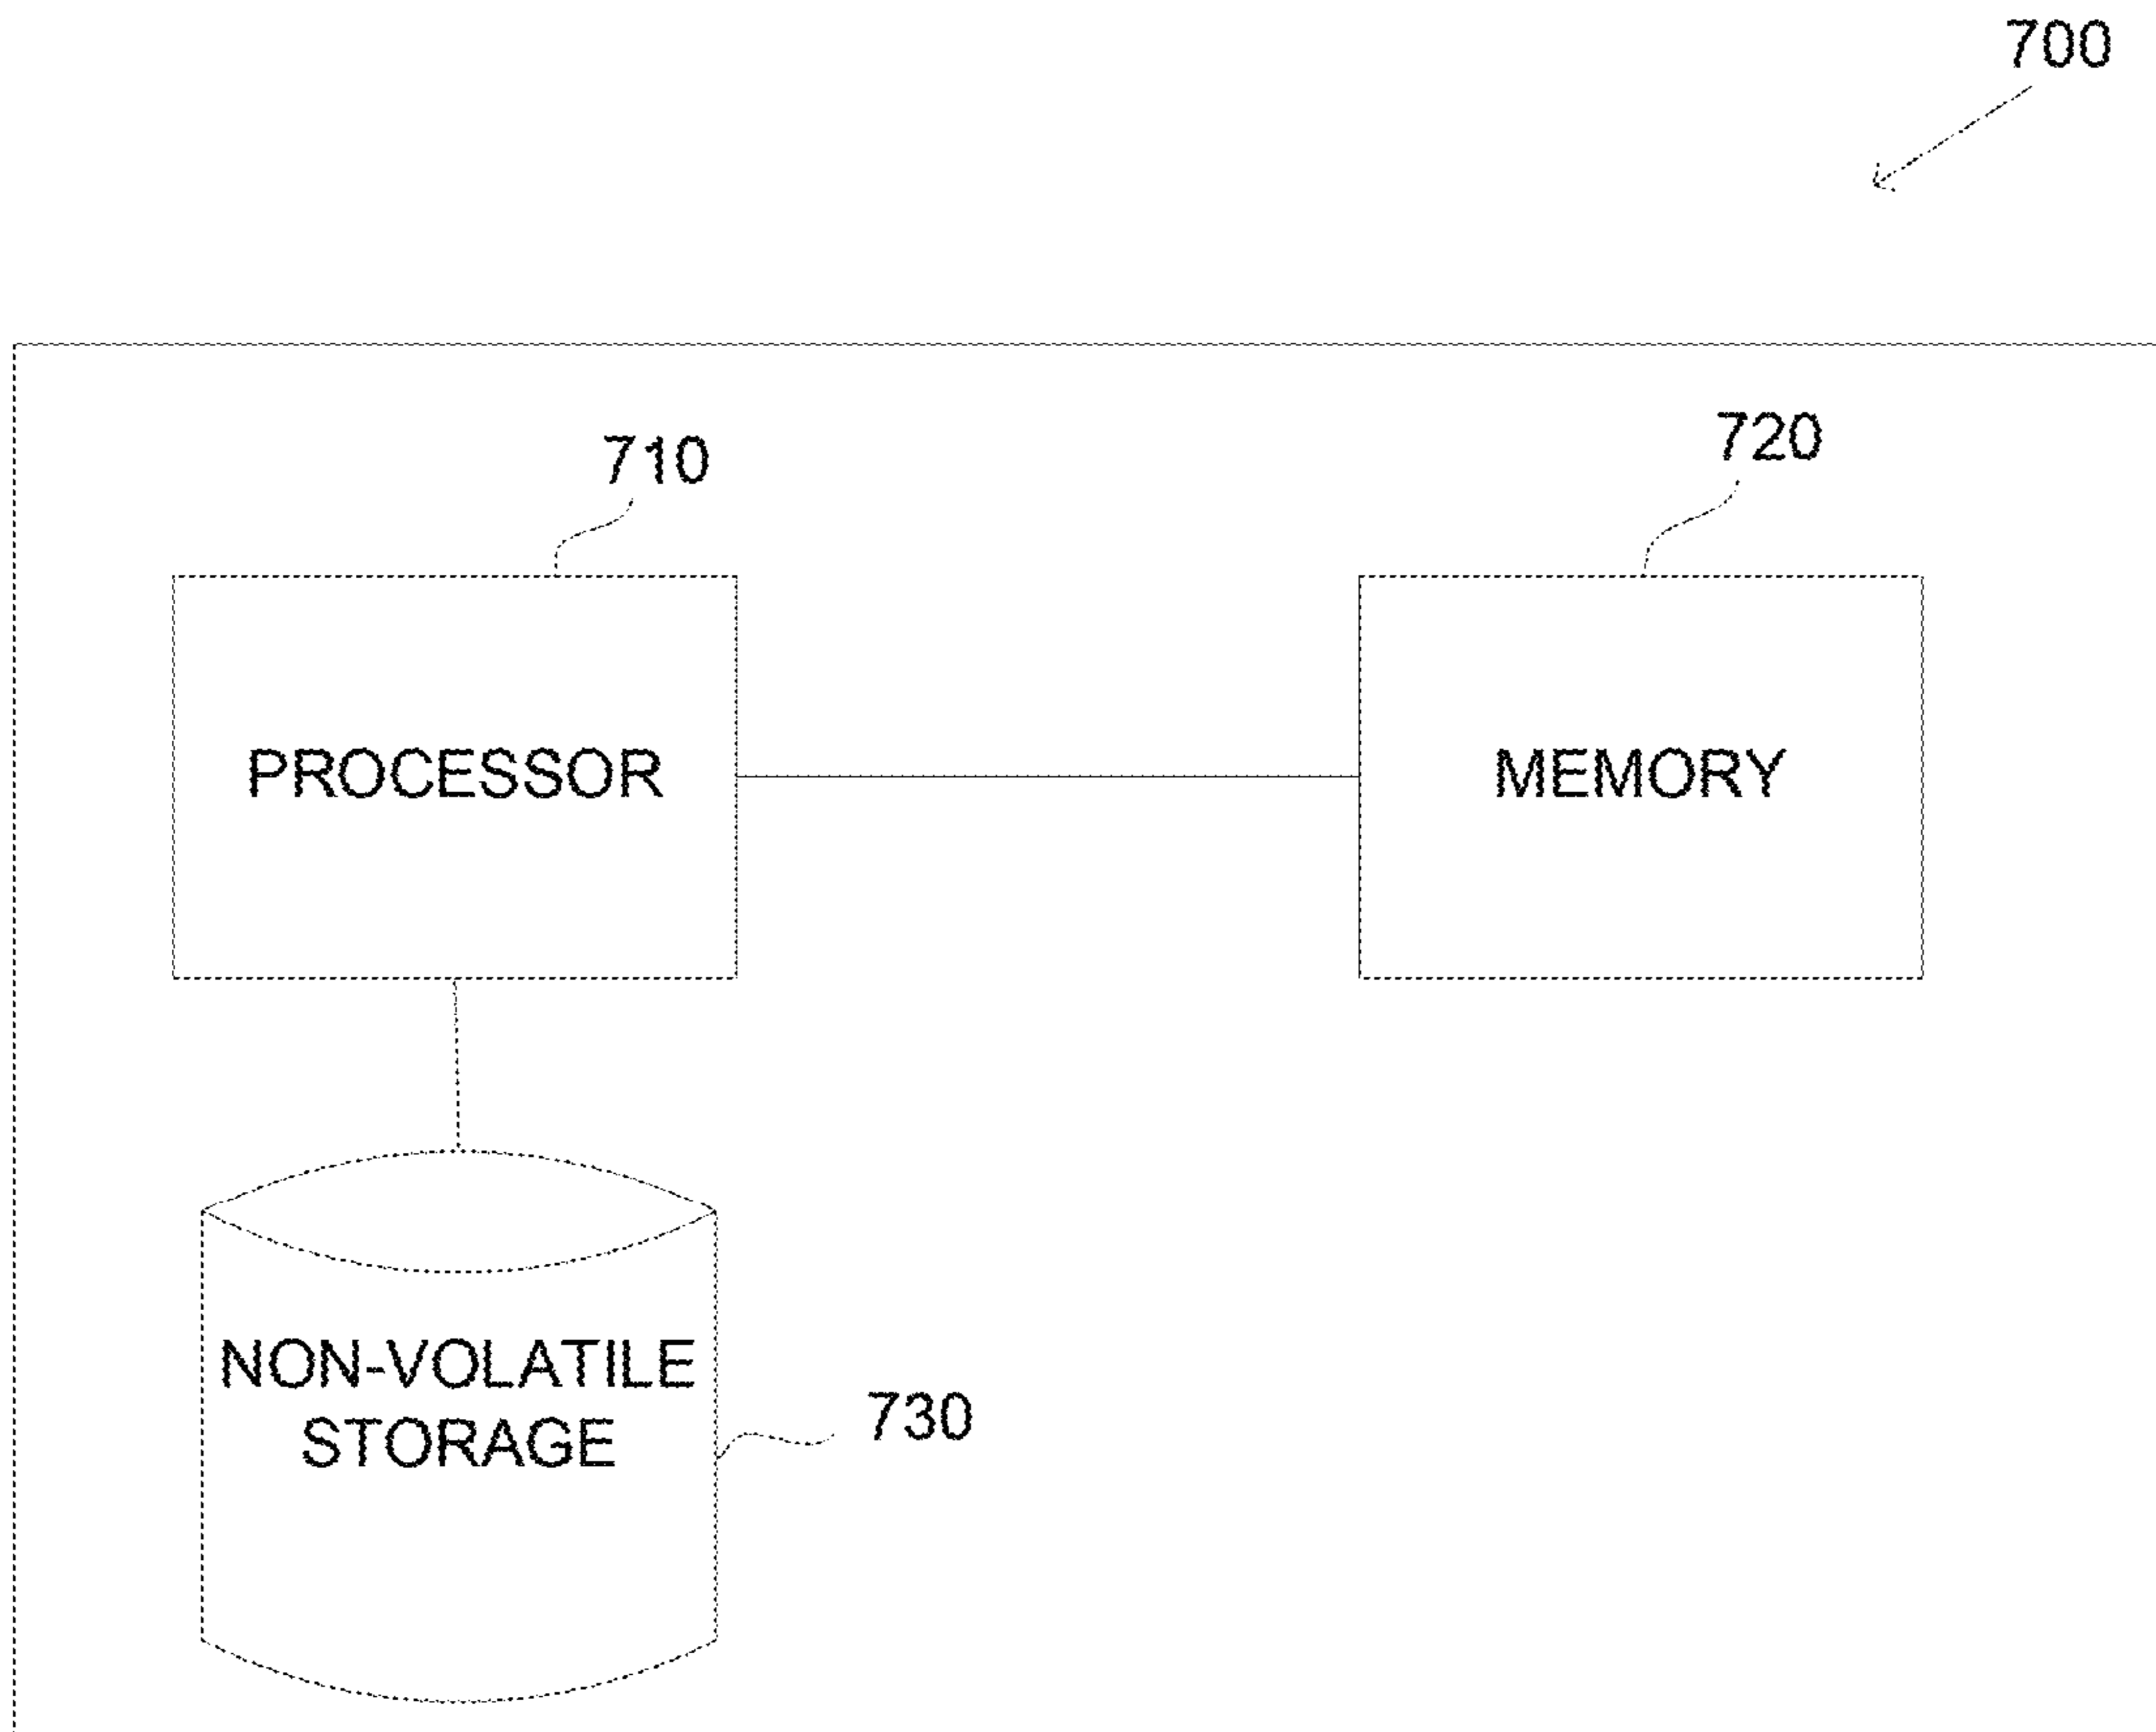 700
710
720
PROCESSOR
MEMORY
NON-VOLATILE
STORAGE
730